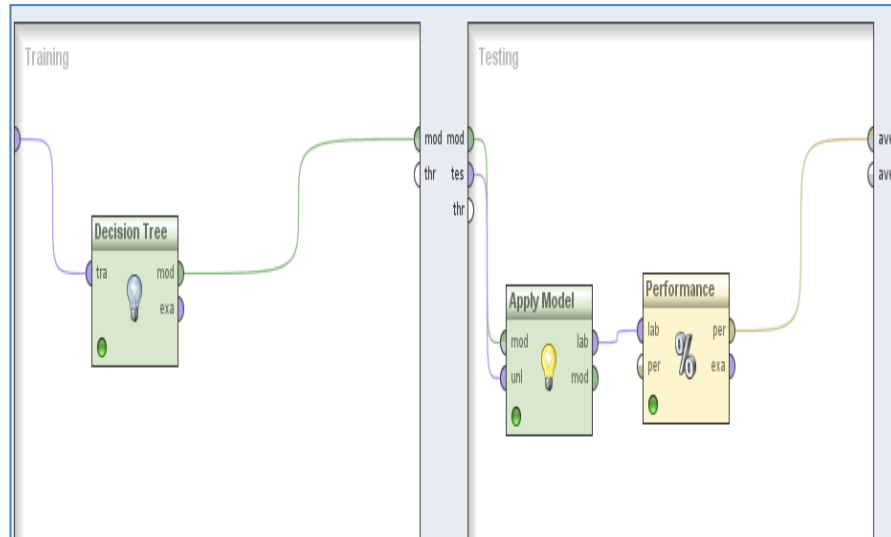 Training
Testing
mod
thr
mod
tes
thr
ave
ave
Decision Tree
tra
mod
exa
Apply Model
mod
lab
unl
mod
Performance
lab
per
per
exa
%